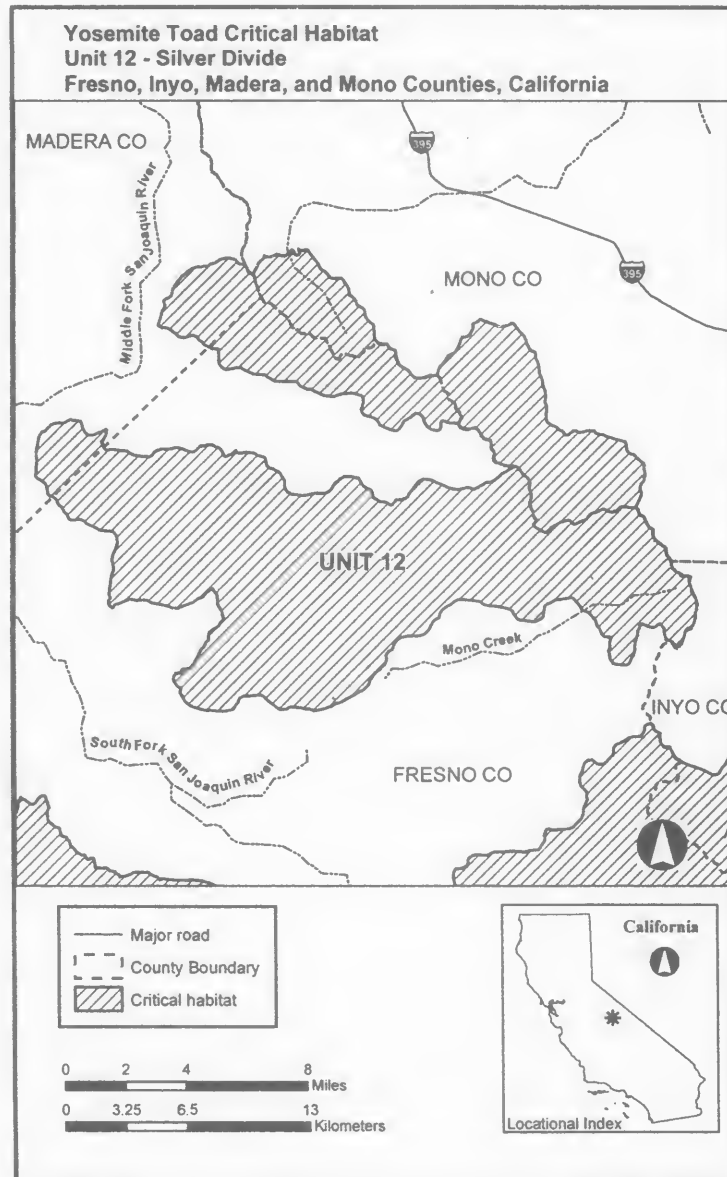 Yosemite Toad Critical Habitat
Unit 12 - Silver Divide
Fresno, Inyo, Madera, and Mono Counties, California
MADERA CO
395
Middle Fork San Joaquin River
395
MONO CO
UNIT 12
Mono Creek
INYO CO
South Fork San Joaquin River
FRESNO CO
Major road
County Boundary
Critical habitat
California
0 2 4 8
Miles
0 3.25 6.5 13
Kilometers
Locational Index